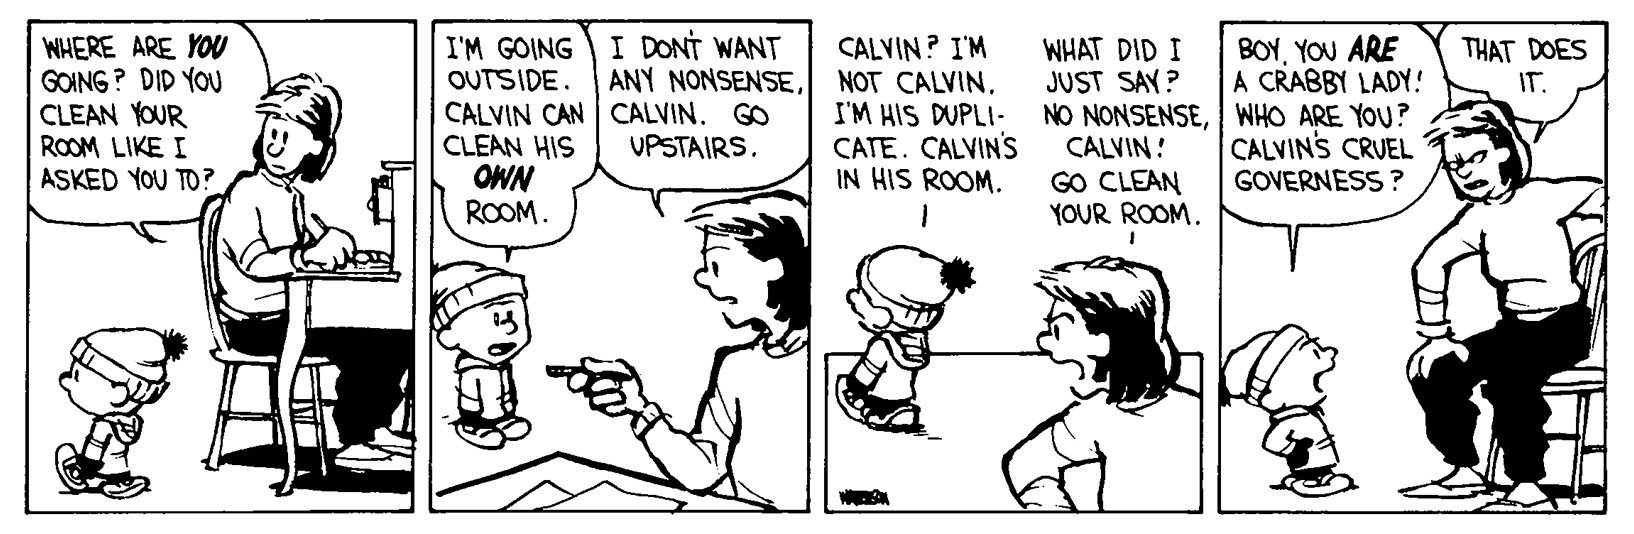 WHERE ARE YOU
GOING? DID YOU
CLEAN YOUR
ROOM LIKE I
ASKED YOU TO?
I'M GOING
OUTSIDE.
CALVIN CAN
CLEAN HIS
OWN
ROOM.
I DON'T WANT
ANY NONSENSE,
CALVIN. GO
UPSTAIRS.
CALVIN? I'M
NOT CALVIN.
I'M HIS DUPLI-
CATE. CALVIN'S
IN HIS ROOM.
WHAT DID I
JUST SAY?
NO NONSENSE,
CALVIN!
GO CLEAN
YOUR ROOM.
WATTERSON
BOY, YOU ARE
A CRABBY LADY!
WHO ARE YOU?
CALVIN'S CRUEL
GOVERNESS?
THAT DOES
IT.